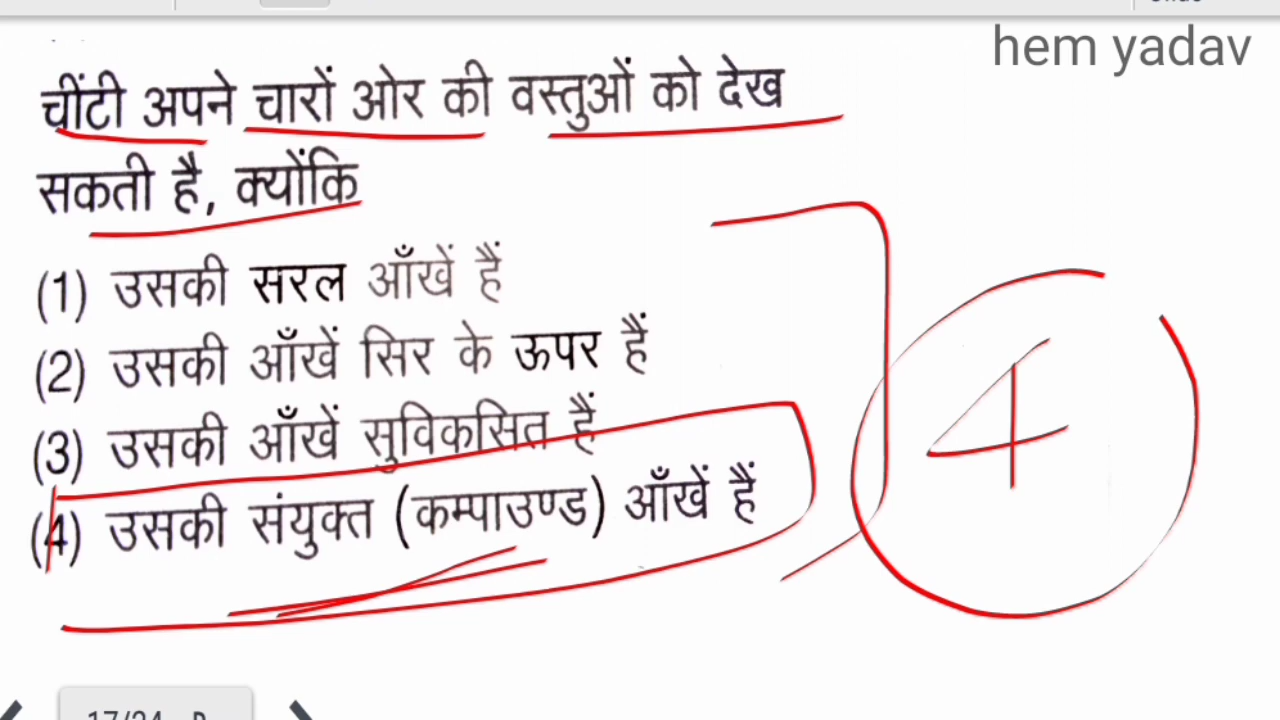 hem yadav
चींटी अपने चारों ओर की वस्तुओं को देख
सकती है, क्योंकि
(1) उसकी सरल आँखें हैं
(2) उसकी आँखें सिर के ऊपर हैं
(3) उसकी आँखें सुविकसित हैं
(4) उसकी संयुक्त (कम्पाउण्ड) आँखें हैं
4